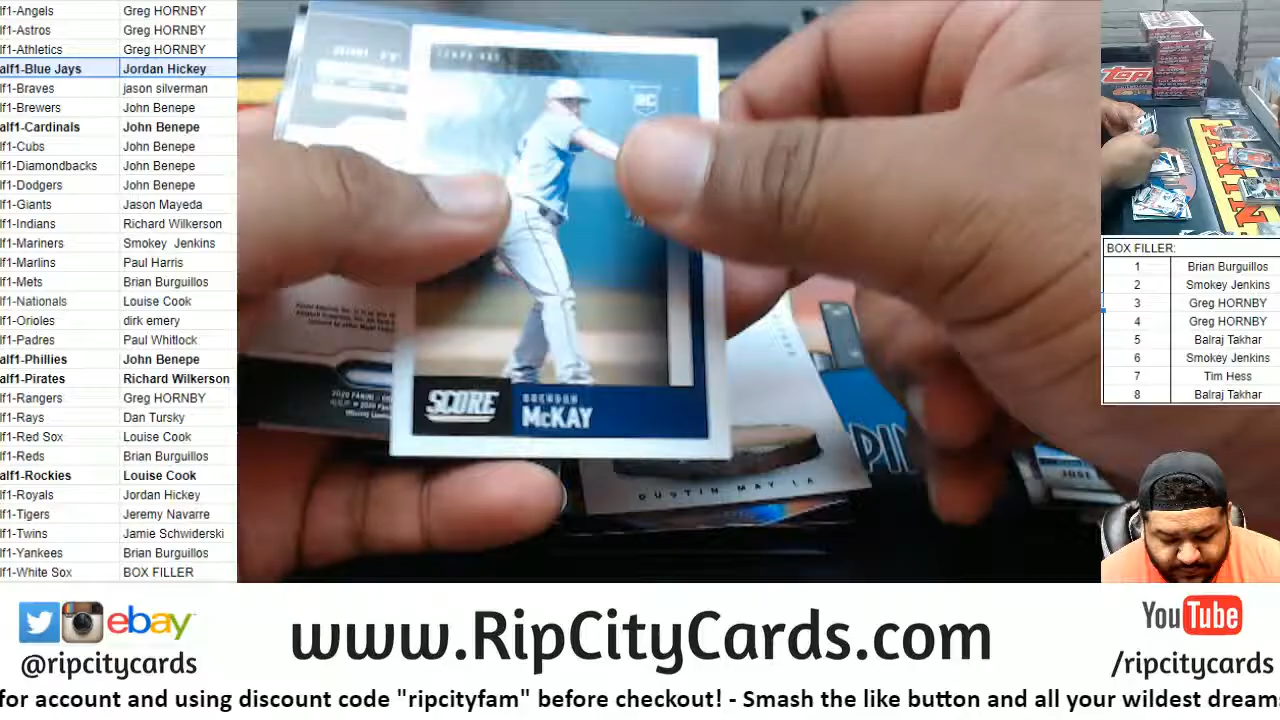 lf1-Angels Greg HORNBY
lf1-Astros Greg HORNBY
lf1-Athletics Greg HORNBY
alf1-Blue Jays Jordan Hickey
lf1-Braves jason silverman
lf1-Brewers John Benepe
alf1-Cardinals John Benepe
lf1-Cubs John Benepe
lf1-Diamondbacks John Benepe
lf1-Dodgers John Benepe
lf1-Giants Jason Mayeda
lf1-Indians Richard Wilkerson
lf1-Mariners Smokey Jenkins
lf1-Marlins Paul Harris
lf1-Mets Brian Burguillos
lf1-Nationals Louise Cook
lf1-Orioles dirk emery
lf1-Padres Paul Whitlock
alf1-Phillies John Benepe
alf1-Pirates Richard Wilkerson
lf1-Rangers Greg HORNBY
lf1-Rays Dan Tursky
lf1-Red Sox Louise Cook
lf1-Reds Brian Burguillos
alf1-Rockies Louise Cook
lf1-Royals Jordan Hickey
lf1-Tigers Jeremy Navarre
lf1-Twins Jamie Schwiderski
lf1-Yankees Brian Burguillos
lf1-White Sox BOX FILLER
RC
SCORE
BRENDAN
McKAY
DUSTIN MAY LA
JOSE
BOX FILLER:
1 Brian Burguillos
2 Smokey Jenkins
3 Greg HORNBY
4 Greg HORNBY
5 Balraj Takhar
6 Smokey Jenkins
7 Tim Hess
8 Balraj Takhar
ebay
@ripcitycards
www.RipCityCards.com
YouTube
/ripcitycards
for account and using discount code "ripcityfam" before checkout! - Smash the like button and all your wildest dream